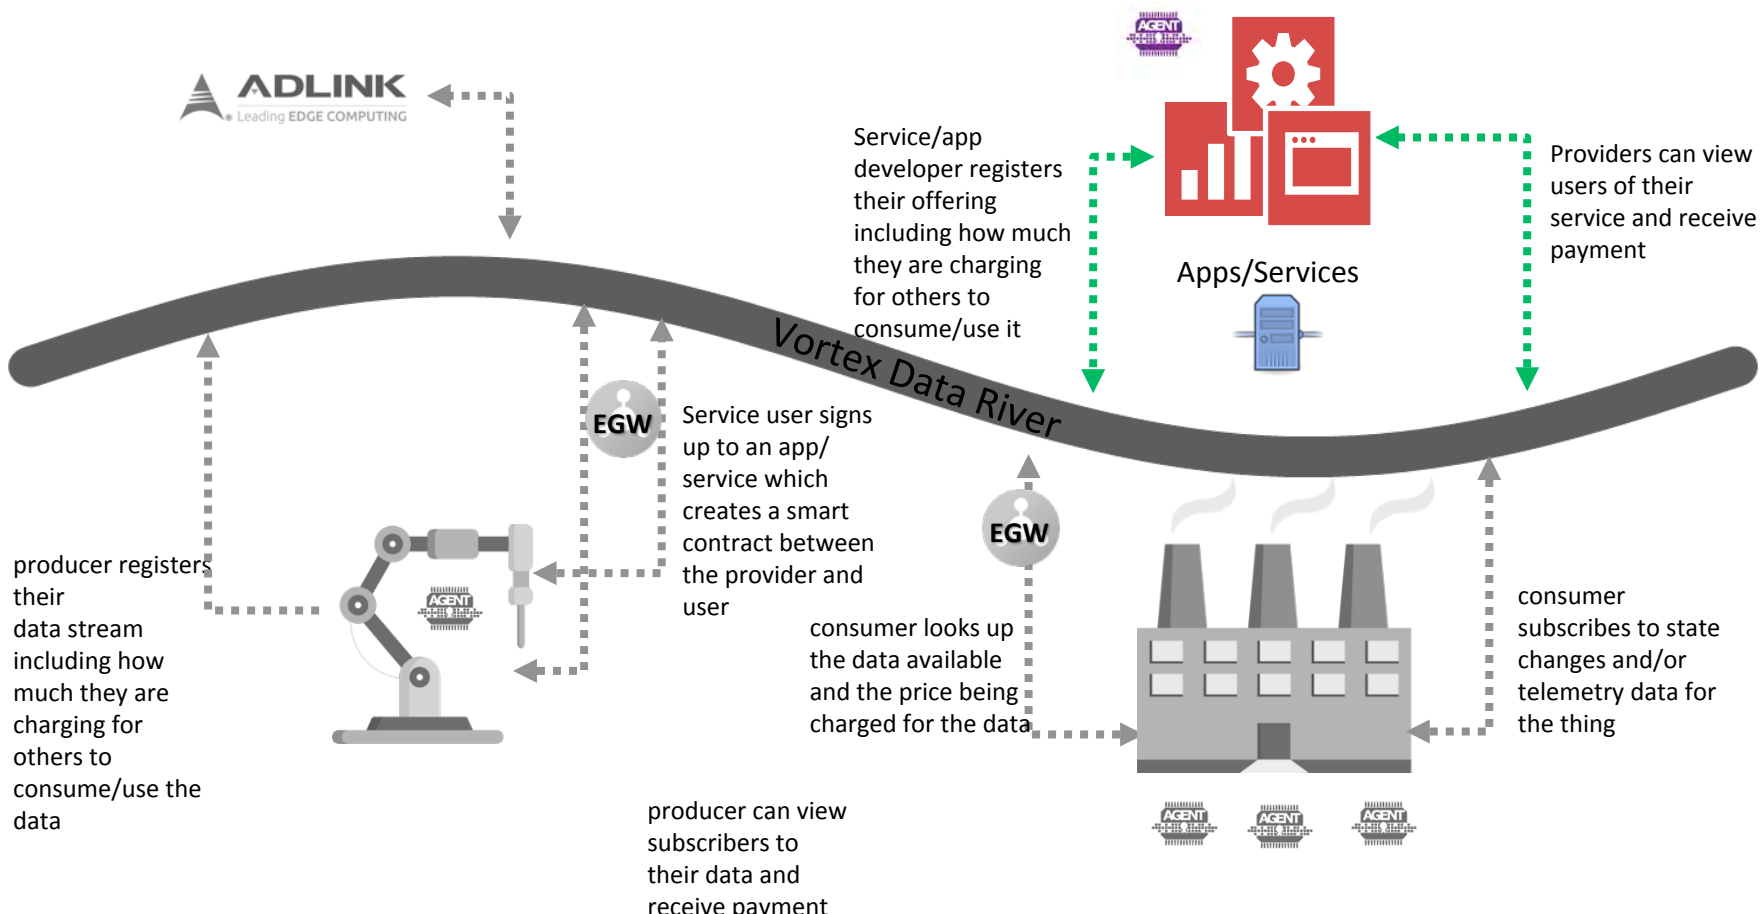 AGENT
ADLINK
Leading EDGE COMPUTING
Service/app
developer registers
their offering
including how much
they are charging
for others to
consume/use it
Providers can view
users of their
service and receive
payment
Apps/Services
Vortex Data River
EGW
Service user signs
up to an app/
service which
creates a smart
contract between
the provider and
user
EGW
producer registers
their
data stream
including how
much they are
charging for
others to
consume/use the
data
AGENT
consumer looks up
the data available
and the price being
charged for the data
consumer
subscribes to state
changes and/or
telemetry data for
the thing
producer can view
subscribers to
their data and
receive payment
AGENT
AGENT
AGENT